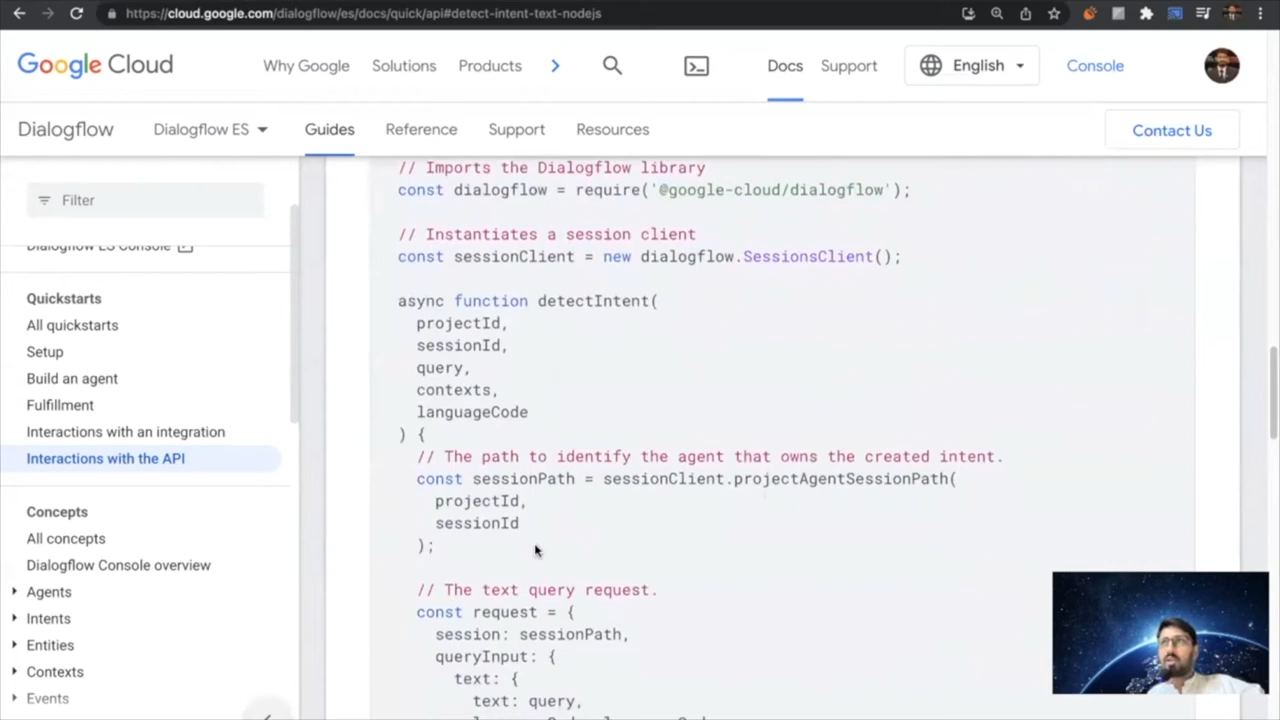 https://cloud.google.com/dialogflow/es/docs/quick/api#detect-intent-text-nodejs
Google Cloud
Why Google
Solutions
Products
Docs
Support
English
Console
Dialogflow
Dialogflow ES
Guides
Reference
Support
Resources
Contact Us
Filter
Dialogflow ES Console
Quickstarts
All quickstarts
Setup
Build an agent
Fulfillment
Interactions with an integration
Interactions with the API
Concepts
All concepts
Dialogflow Console overview
Agents
Intents
Entities
Contexts
Events
// Imports the Dialogflow library
const dialogflow = require('@google-cloud/dialogflow');
// Instantiates a session client
const sessionClient = new dialogflow.SessionsClient();
async function detectIntent(
projectId,
sessionId,
query,
contexts,
languageCode
) {
// The path to identify the agent that owns the created intent.
const sessionPath = sessionClient.projectAgentSessionPath(
projectId,
sessionId
);
// The text query request.
const request = {
session: sessionPath,
queryInput: {
text: {
text: query,